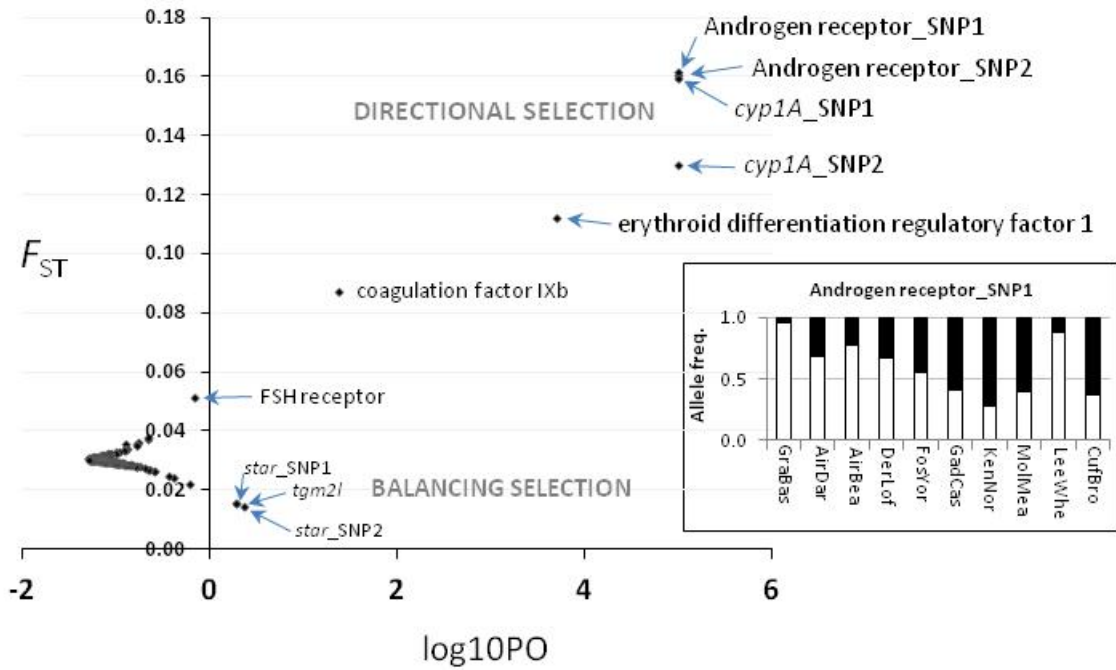 0.18
Androgen receptor_SNP1
0.16
Androgen receptor_SNP2
DIRECTIONAL SELECTION
cyp1A_SNP1
0.14
cyp1A_SNP2
0.12
erythroid differentiation regulatory factor 1
FST
0.10
coagulation factor IXb
0.08
0.06
FSH receptor
0.04
star_SNP1
tgm2l
BALANCING SELECTION
0.02
star_SNP2
0.00
-2
0
2
4
6
log10PO
Androgen receptor_SNP1
Allele freq.
1.0
0.5
0.0
GraBas
AirDar
AirBea
DerLof
FosYor
GadCas
KenNor
MolMea
LeeWhe
CufBro